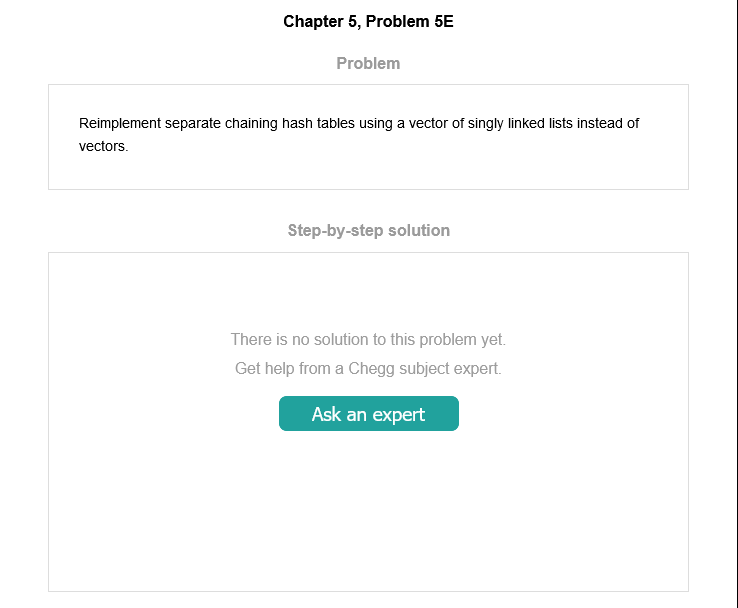 Chapter 5, Problem 5E
Problem
Reimplement separate chaining hash tables using a vector of singly linked lists instead of
vectors.
Step-by-step solution
There is no solution to this problem yet.
Get help from a Chegg subject expert.
Ask an expert